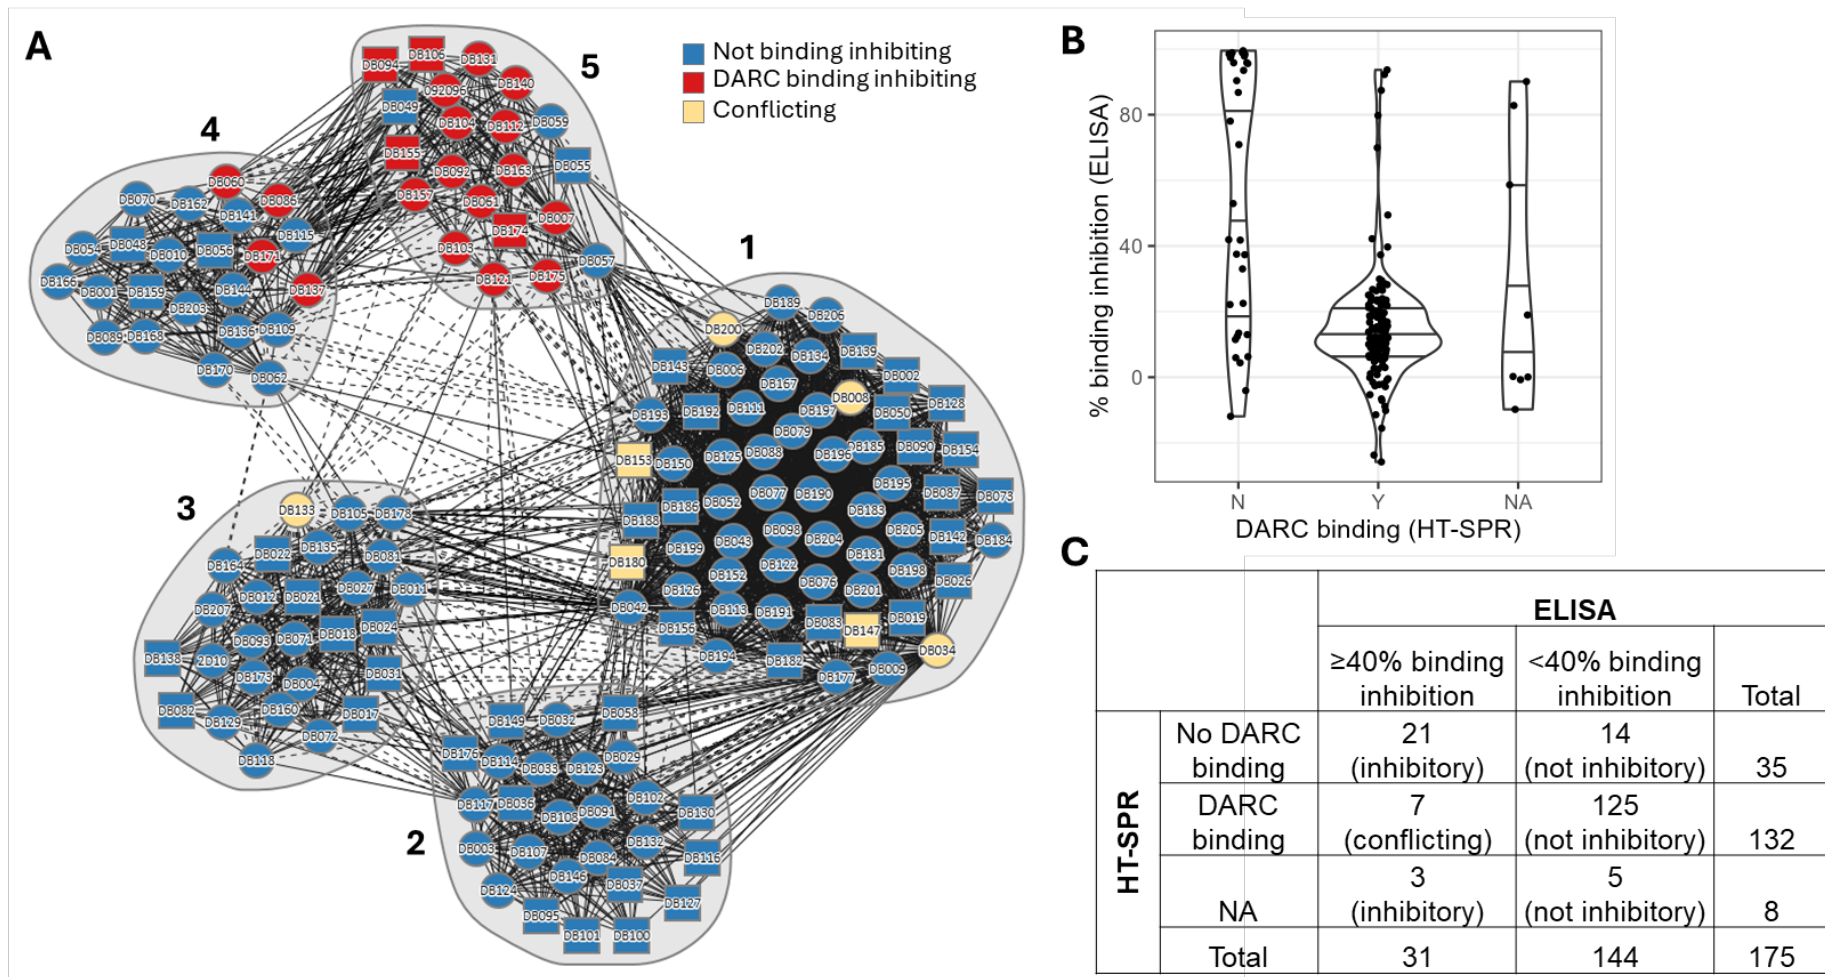 A
5
Not binding inhibiting
DARC binding inhibiting
Conflicting
DB094
DB106
DB131
DB140
092096
DB049
DB104
DB112
DB059
DB155
DB092
DB163
DB055
DB157
DB061
DB007
DB174
DB103
DB057
DB121
DB175
4
DB060
DB070
DB162
DB086
DB141
DB115
DB054
DB048
DB010
DB056
DB171
DB166
DB001
DB159
DB144
DB137
DB203
DB089
DB168
DB136
DB109
DB170
DB062
1
DB189
DB200
DB206
DB202
DB134
DB139
DB143
DB006
DB002
DB167
DB008
DB128
DB193
DB192
DB111
DB197
DB050
DB079
DB153
DB150
DB125
DB088
DB196
DB185
DB090
DB154
DB195
DB087
DB073
DB188
DB186
DB052
DB077
DB190
DB183
DB205
DB142
DB184
DB199
DB043
DB098
DB204
DB181
DB180
DB122
DB198
DB026
DB126
DB152
DB076
DB201
DB042
DB113
DB191
DB083
DB019
DB156
DB147
DB194
DB182
DB034
DB177
DB009
3
DB133
DB105
DB178
DB164
DB022
DB135
DB081
DB012
DB021
DB027
DB011
DB207
DB093
DB071
DB018
DB024
DB138
2D10
DB173
DB004
DB031
DB082
DB129
DB160
DB017
DB072
DB118
2
DB149
DB032
DB058
DB176
DB114
DB033
DB123
DB029
DB117
DB036
DB108
DB091
DB102
DB130
DB003
DB107
DB084
DB132
DB116
DB124
DB146
DB037
DB127
DB095
DB101
DB100
B
% binding inhibition (ELISA)
80
40
0
N
Y
NA
DARC binding (HT-SPR)
C
ELISA
≥40% binding inhibition
<40% binding inhibition
Total
HT-SPR
No DARC binding
21 (inhibitory)
14 (not inhibitory)
35
DARC binding
7 (conflicting)
125 (not inhibitory)
132
NA
3 (inhibitory)
5 (not inhibitory)
8
Total
31
144
175